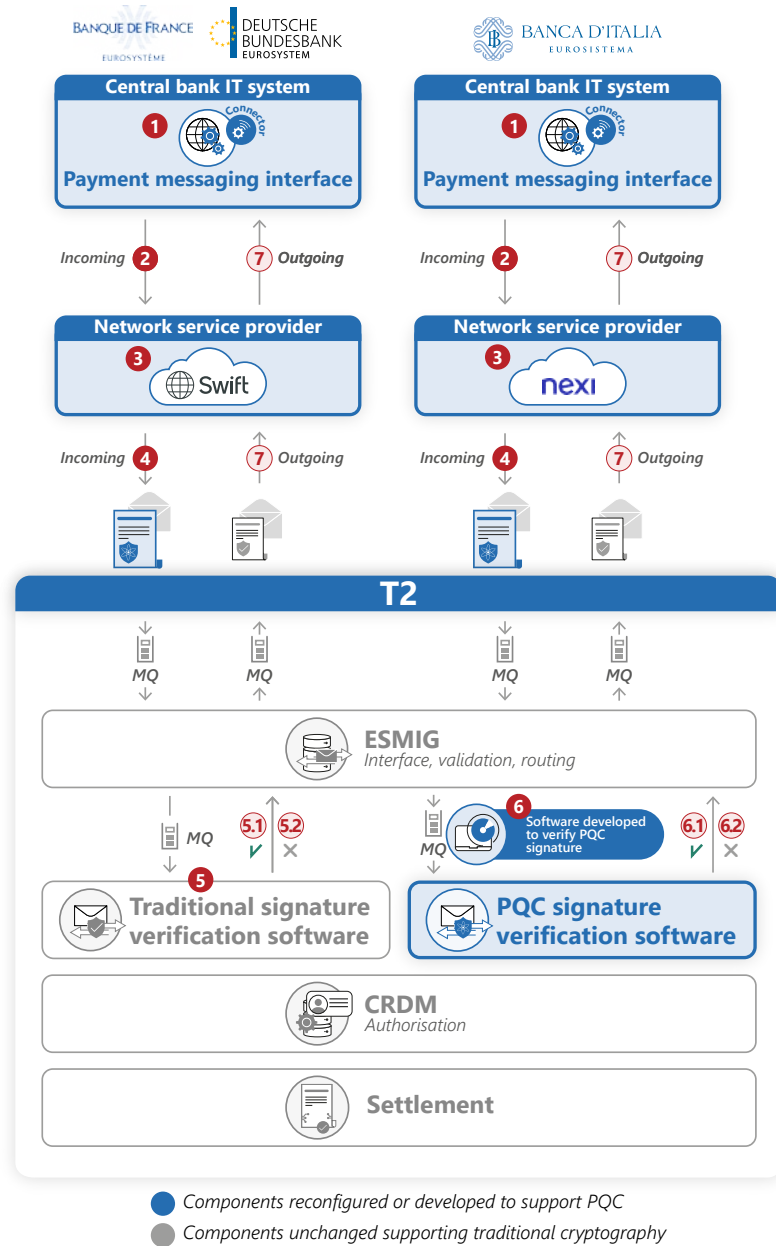 BANQUE DE FRANCE
EUROSYSTÈME
DEUTSCHE
BUNDESBANK
EUROSYSTEM
BANCA D'ITALIA
EUROSISTEMA
Central bank IT system
Connector
1
Payment messaging interface
Central bank IT system
Connector
1
Payment messaging interface
Incoming 2
7 Outgoing
Incoming 2
7 Outgoing
Network service provider
3
Swift
Network service provider
3
nexi
Incoming 4
7 Outgoing
Incoming 4
7 Outgoing
T2
MQ
MQ
MQ
MQ
ESMIG
Interface, validation, routing
MQ
5.1 5.2
MQ
6
Software developed
to verify PQC
signature
6.1 6.2
5
Traditional signature
verification software
PQC signature
verification software
CRDM
Authorisation
Settlement
Components reconfigured or developed to support PQC
Components unchanged supporting traditional cryptography